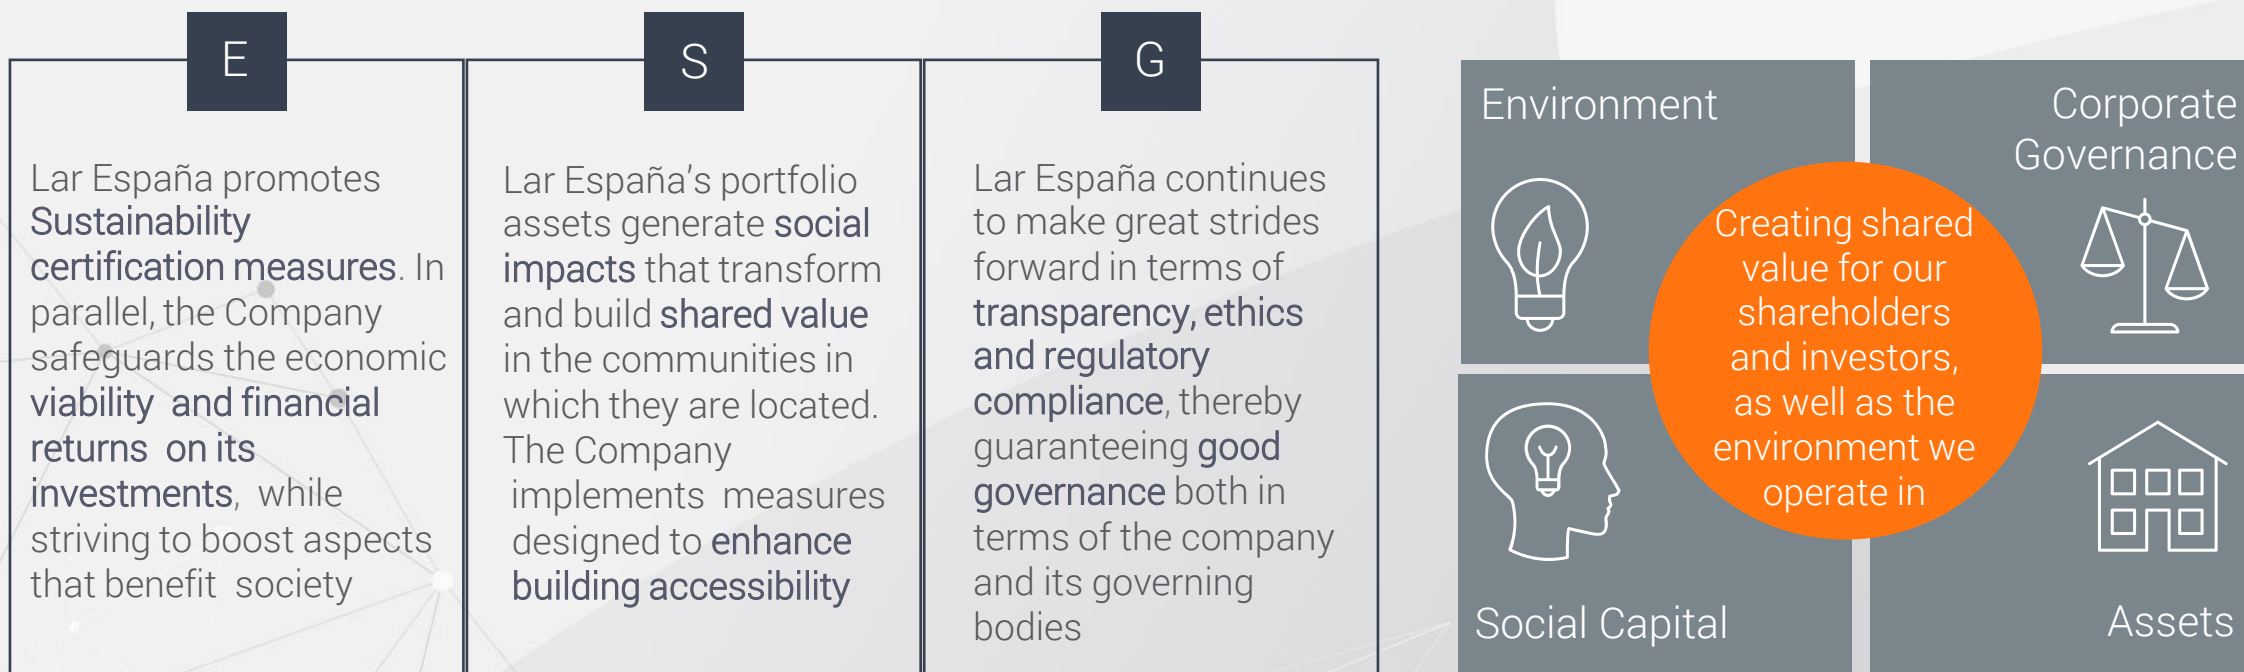 E
Lar España promotes
Sustainability
certification measures. In
parallel, the Company
safeguards the economic
viability and financial
returns on its
investments, while
striving to boost aspects
that benefit society
S
Lar España’s portfolio
assets generate social
impacts that transform
and build shared value
in the communities in
which they are located.
The Company
implements measures
designed to enhance
building accessibility
G
Lar España continues
to make great strides
forward in terms of
transparency, ethics
and regulatory
compliance, thereby
guaranteeing good
governance both in
terms of the company
and its governing
bodies
Environment
Corporate
Governance
Creating shared
value for our
shareholders
and investors,
as well as the
environment we
operate in
Social Capital
Assets